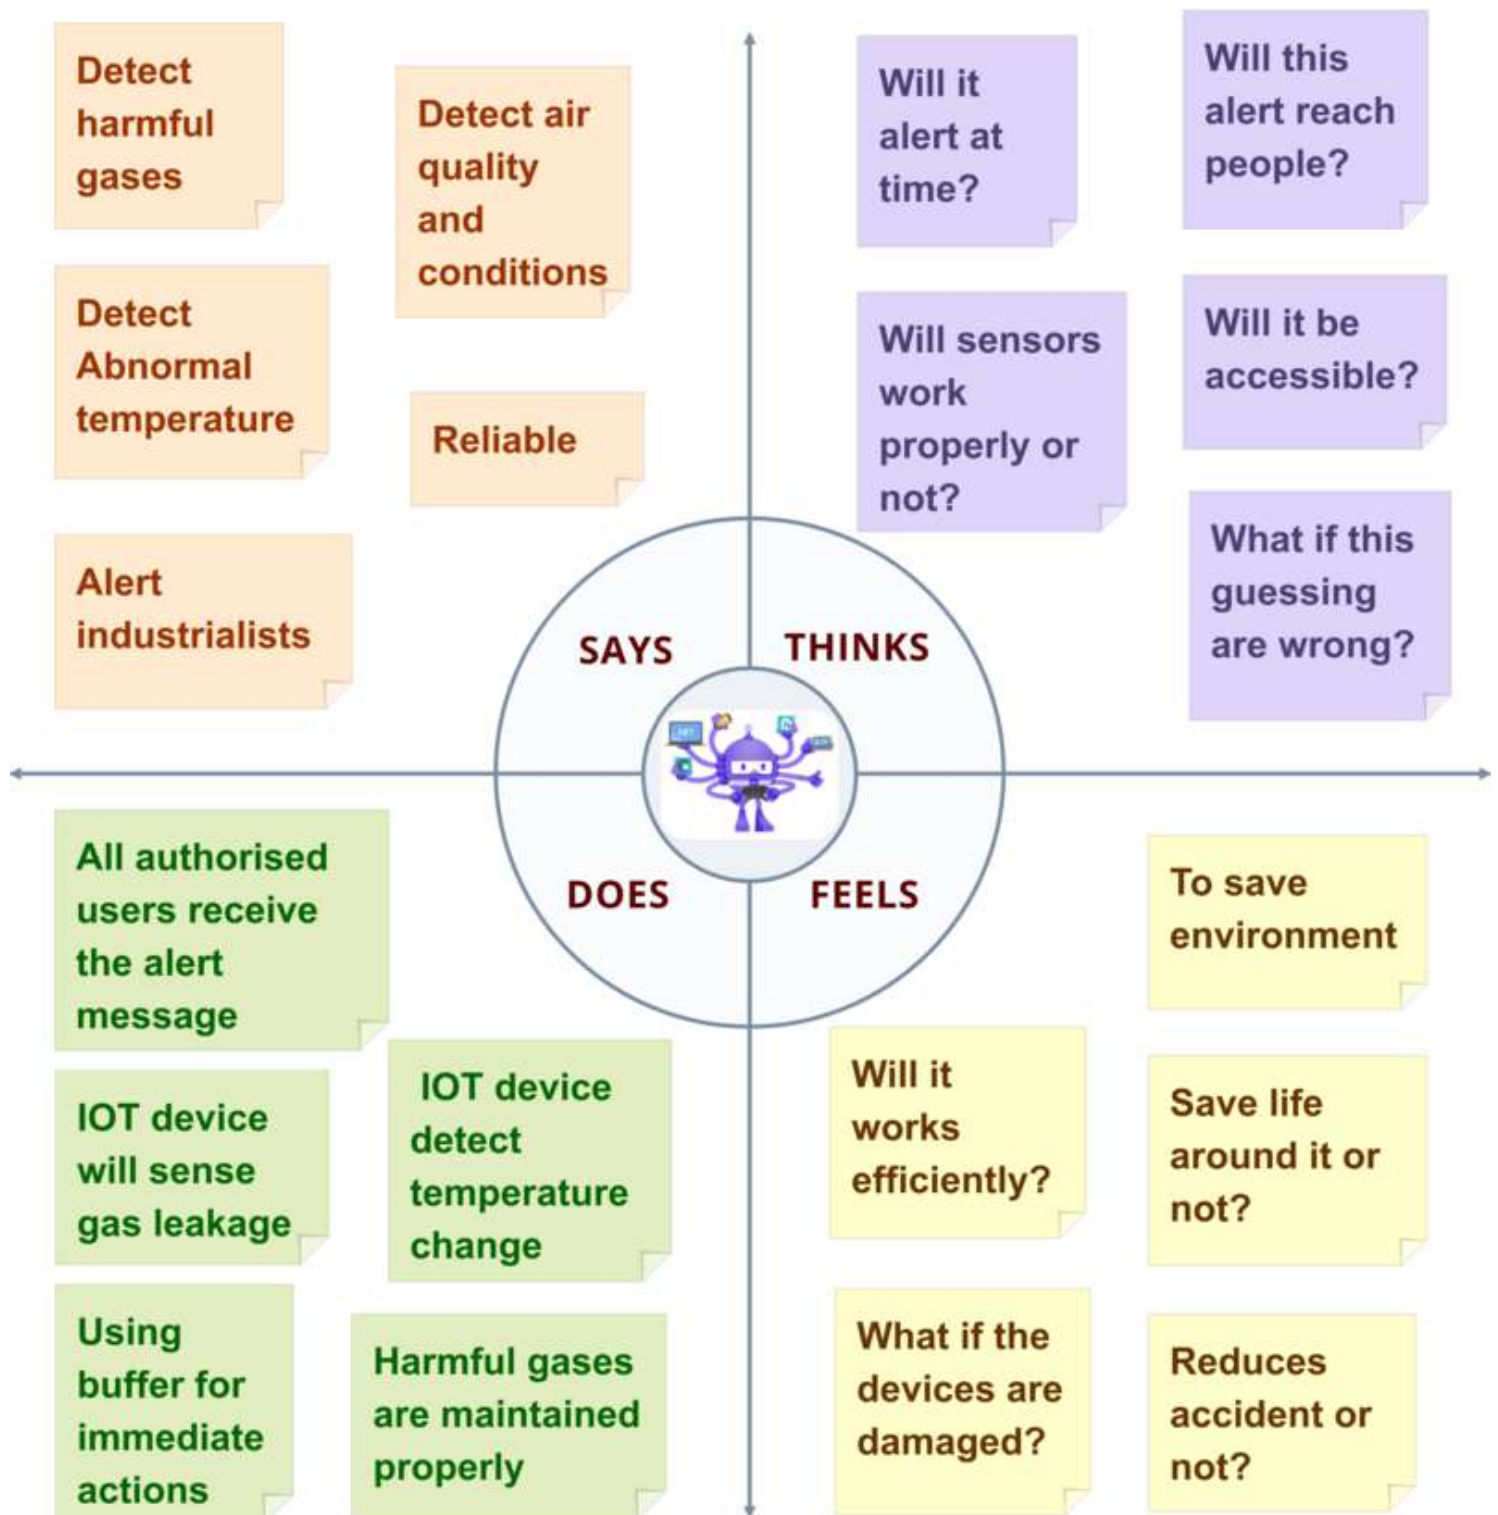 Detect
harmful
gases
Detect air
quality
and
conditions
Detect
Abnormal
temperature
Reliable
Alert
industrialists
Will it
alert at
time?
Will this
alert reach
people?
Will sensors
work
properly or
not?
Will it be
accessible?
What if this
guessing
are wrong?
SAYS
THINKS
DOES
FEELS
All authorised
users receive
the alert
message
IOT device
will sense
gas leakage
IOT device
detect
temperature
change
Using
buffer for
immediate
actions
Harmful gases
are maintained
properly
To save
environment
Will it
works
efficiently?
Save life
around it or
not?
What if the
devices are
damaged?
Reduces
accident or
not?